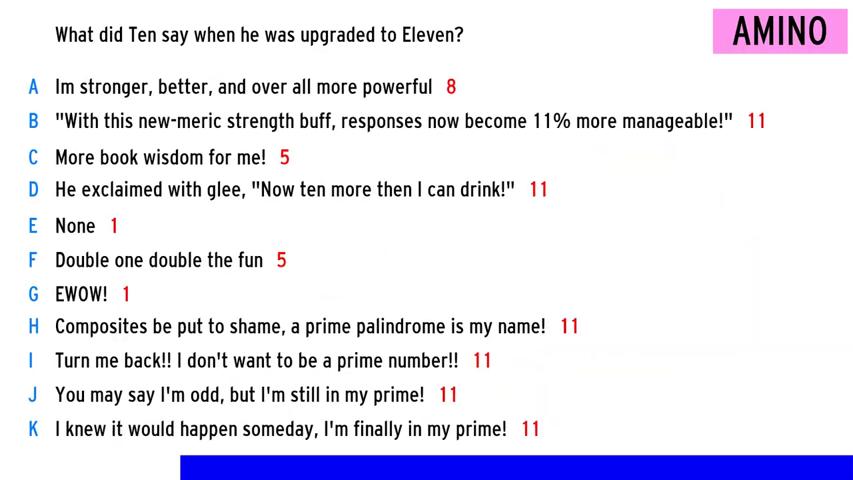 What did Ten say when he was upgraded to Eleven?
AMINO
A Im stronger, better, and over all more powerful 8
B "With this new-meric strength buff, responses now become 11% more manageable!" 11
C More book wisdom for me! 5
D He exclaimed with glee, "Now ten more then I can drink!" 11
E None 1
F Double one double the fun 5
G EWOW! 1
H Composites be put to shame, a prime palindrome is my name! 11
I Turn me back!! I don't want to be a prime number!! 11
J You may say I'm odd, but I'm still in my prime! 11
K I knew it would happen someday, I'm finally in my prime! 11